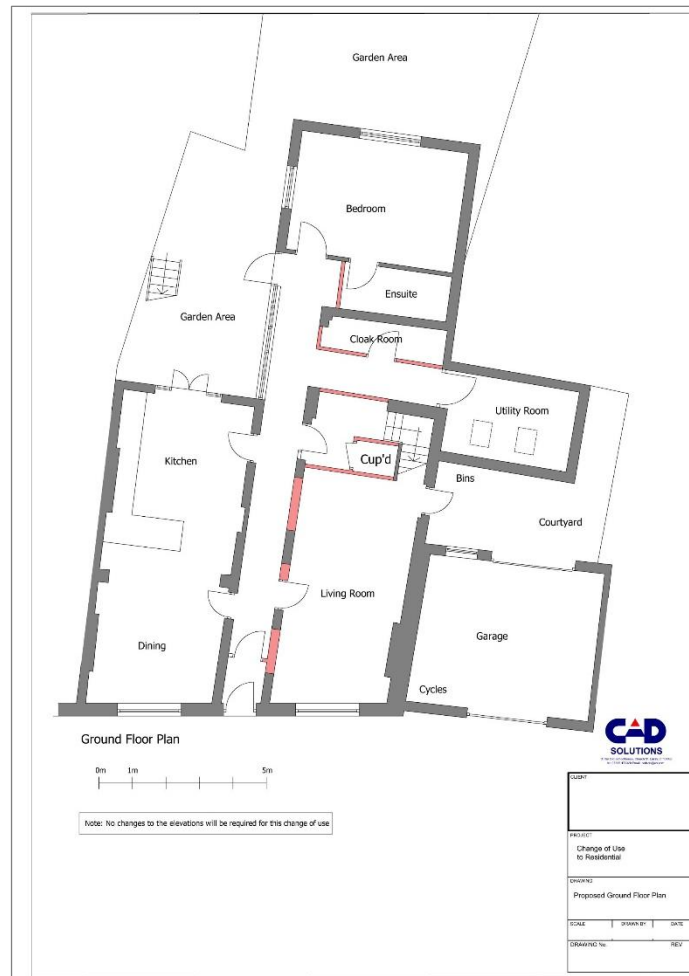 Garden Area
Bedroom
Ensuite
Garden Area
Cloak Room
Utility Room
Kitchen
Cup'd
Bins
Courtyard
Living Room
Garage
Dining
Cycles
Ground Floor Plan
0m 1m 5m
Note: No changes to the elevations will be required for this change of use
CAD
SOLUTIONS
CLIENT
PROJECT
Change of Use
to Residential
DRAWING
Proposed Ground Floor Plan
SCALE DRAWN BY DATE
DRAWING No. REV